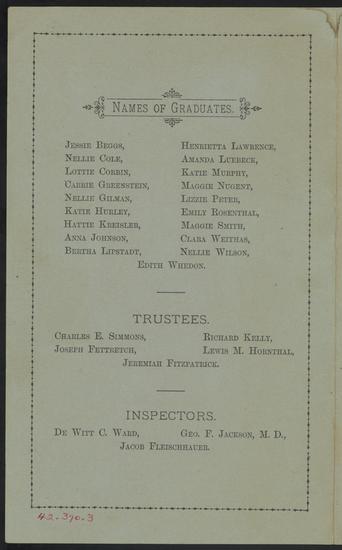 NAMES OF GRADUATES.
JESSIE BEGGS,
NELLIE COLE,
LOTTIE CORBIN,
CARRIE GREENSTEIN,
NELLIE GILMAN,
KATIE HURLEY,
HATTIE KREISLER,
ANNA JOHNSON,
BERTHA LIPSTADT,
HENRIETTA LAWRENCE,
AMANDA LUEBECK,
KATIE MURPHY,
MAGGIE NUGENT,
LIZZIE PETER,
EMILY ROSENTHAL,
MAGGIE SMITH,
CLARA WEITHAS,
NELLIE WILSON,
EDITH WHEDON.
TRUSTEES.
CHARLES E. SIMMONS,
RICHARD KELLY,
JOSEPH FETTRETCH,
LEWIS M. HORNTHAL,
JEREMIAH FITZPATRICK.
INSPECTORS.
DE WITT C. WARD,
GEO. F. JACKSON, M. D.,
JACOB FLEISCHHAUER.
42-390-3